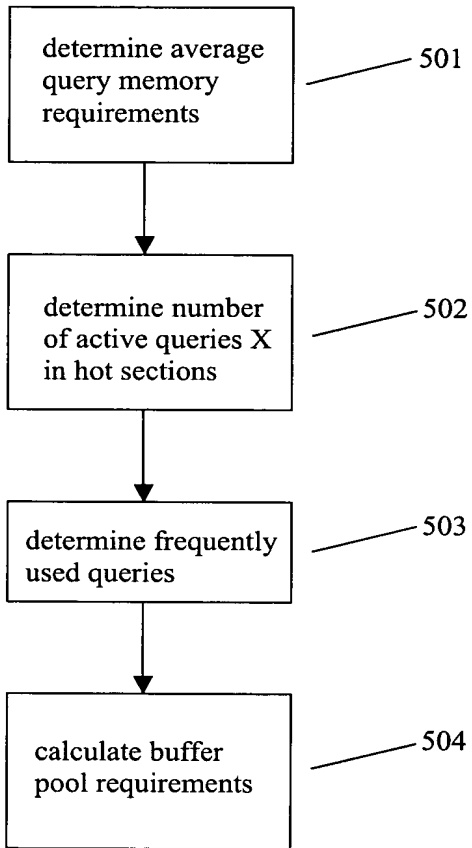 determine average
query memory
requirements
501
determine number
of active queries X
in hot sections
502
determine frequently
used queries
503
calculate buffer
pool requirements
504